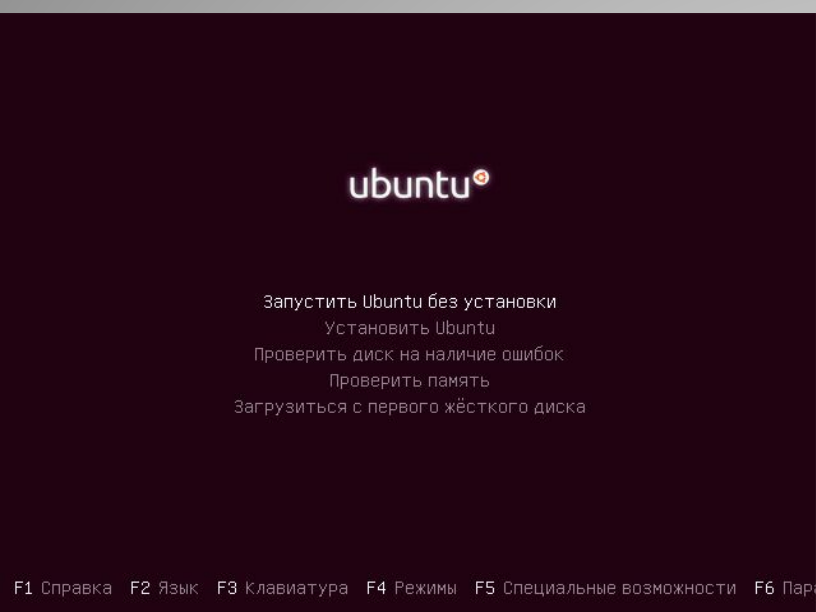 ubuntu
Запустить Ubuntu без установки
Установить Ubuntu
Проверить диск на наличие ошибок
Проверить память
Загрузиться с первого жёсткого диска
F1 Справка F2 Язык F3 Клавиатура F4 Режимы F5 Специальные возможности F6